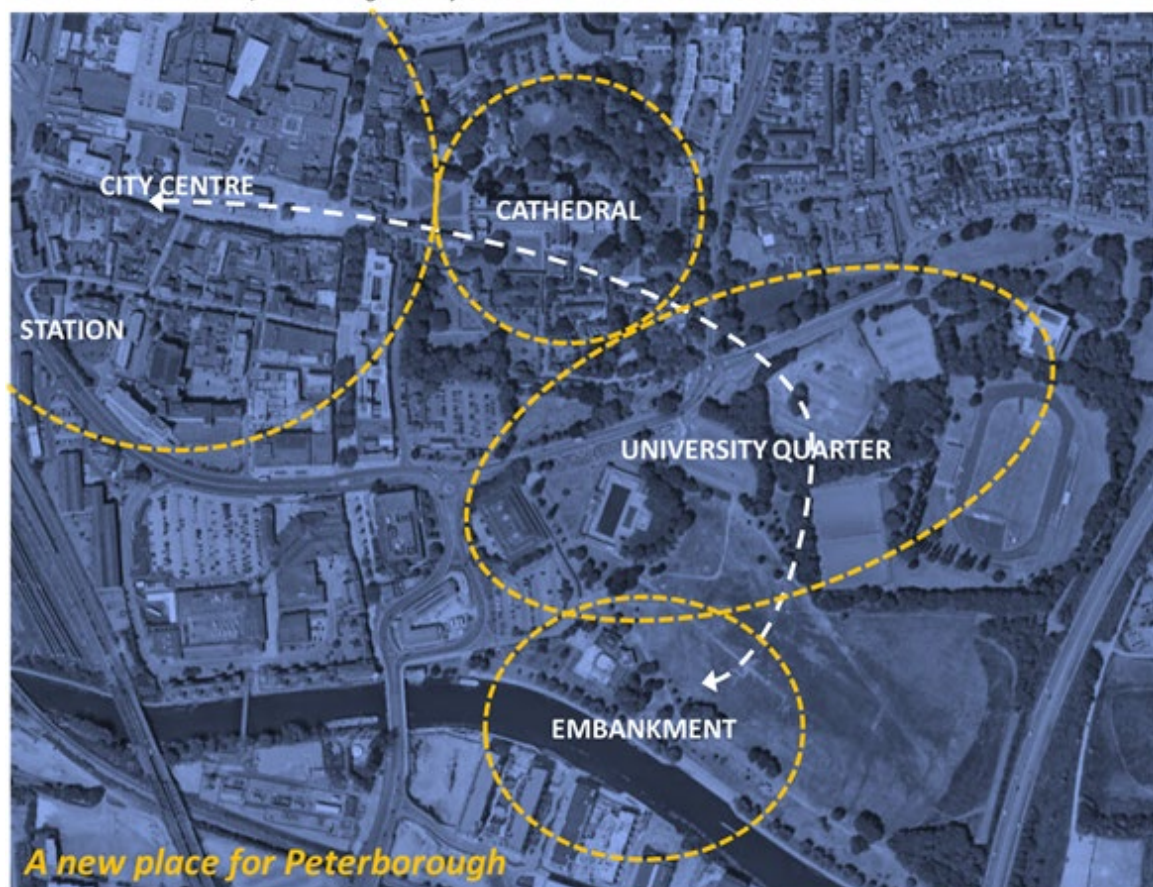 CITY CENTRE
CATHEDRAL
STATION
UNIVERSITY QUARTER
EMBANKMENT
A new place for Peterborough